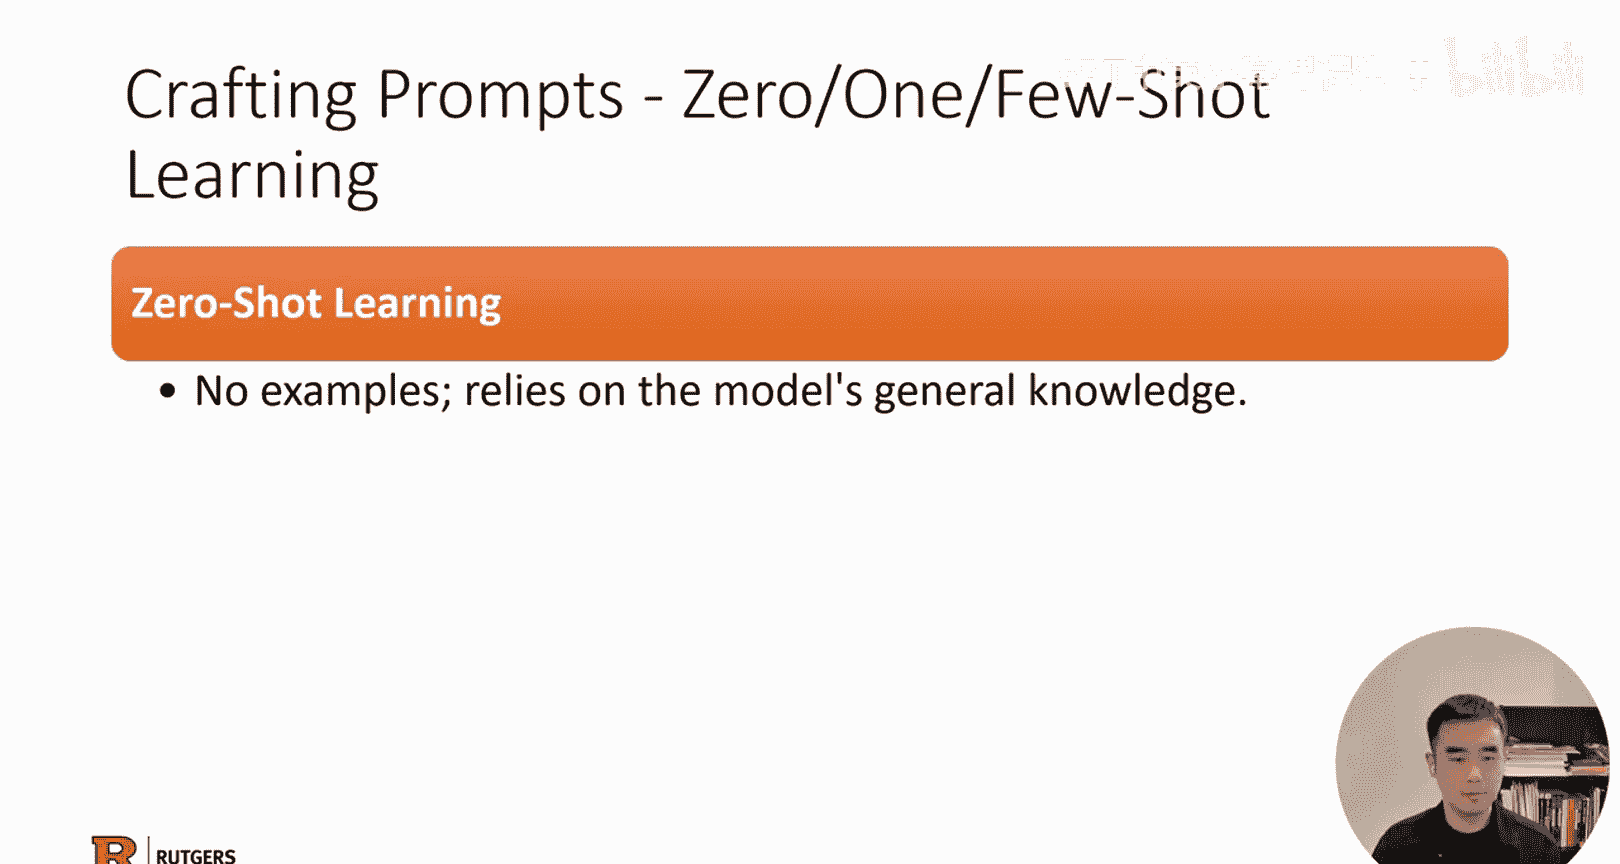 Crafting Prompts - Zero/One/Few-Shot
Learning
bilibili
Zero-Shot Learning
• No examples; relies on the model's general knowledge.
R | RUTGERS